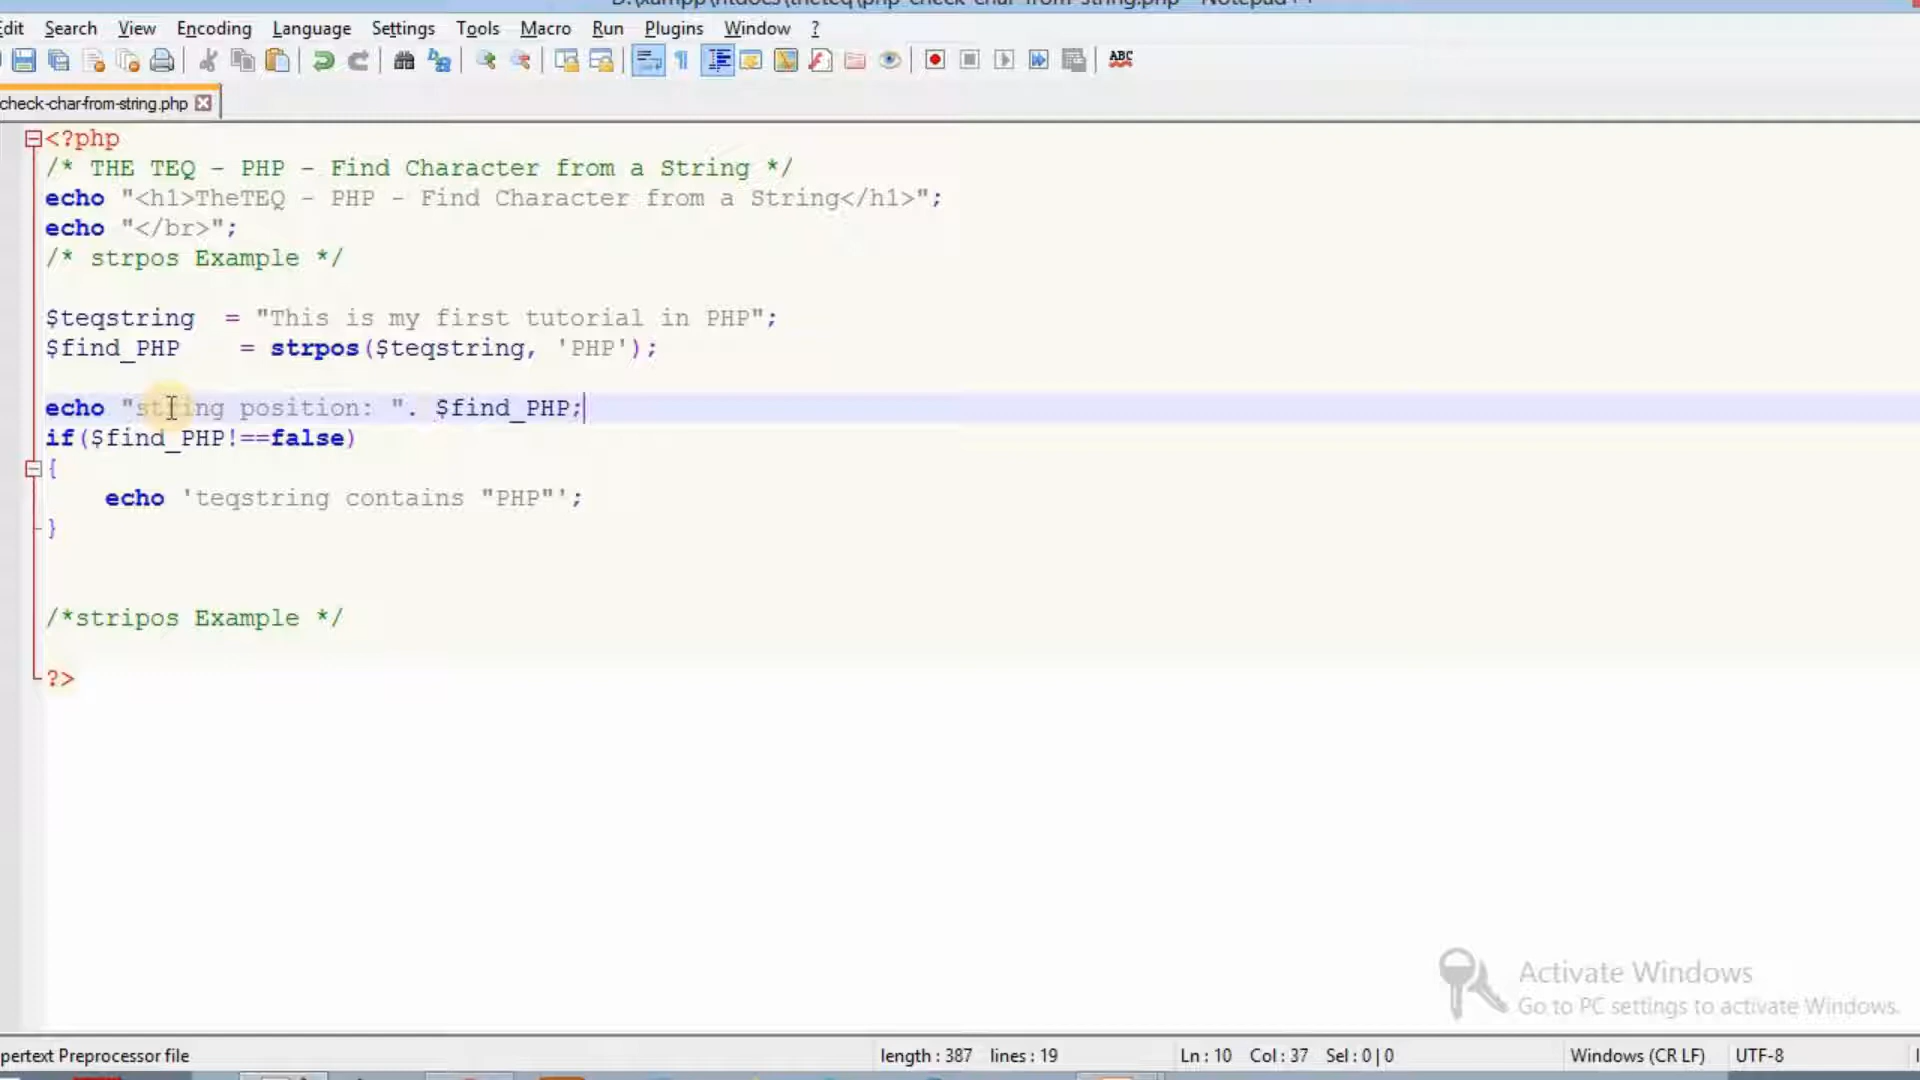 Edit Search View Encoding Language Settings Tools Macro Run Plugins Window ?
ABC
check-char-from-string.php
<?php
/* THE TEQ - PHP - Find Character from a String */
echo "<h1>TheTEQ - PHP - Find Character from a String</h1>";
echo "</br>";
/* strpos Example */
$teqstring  = "This is my first tutorial in PHP";
$find_PHP    = strpos($teqstring, 'PHP');
echo "string position: ". $find_PHP;
if($find_PHP!==false)
{
    echo 'teqstring contains "PHP"';
}
/*stripos Example */
?>
Activate Windows
Go to PC settings to activate Windows.
pertext Preprocessor file length : 387 lines : 19 Ln : 10 Col : 37 Sel : 0 | 0 Windows (CR LF) UTF-8